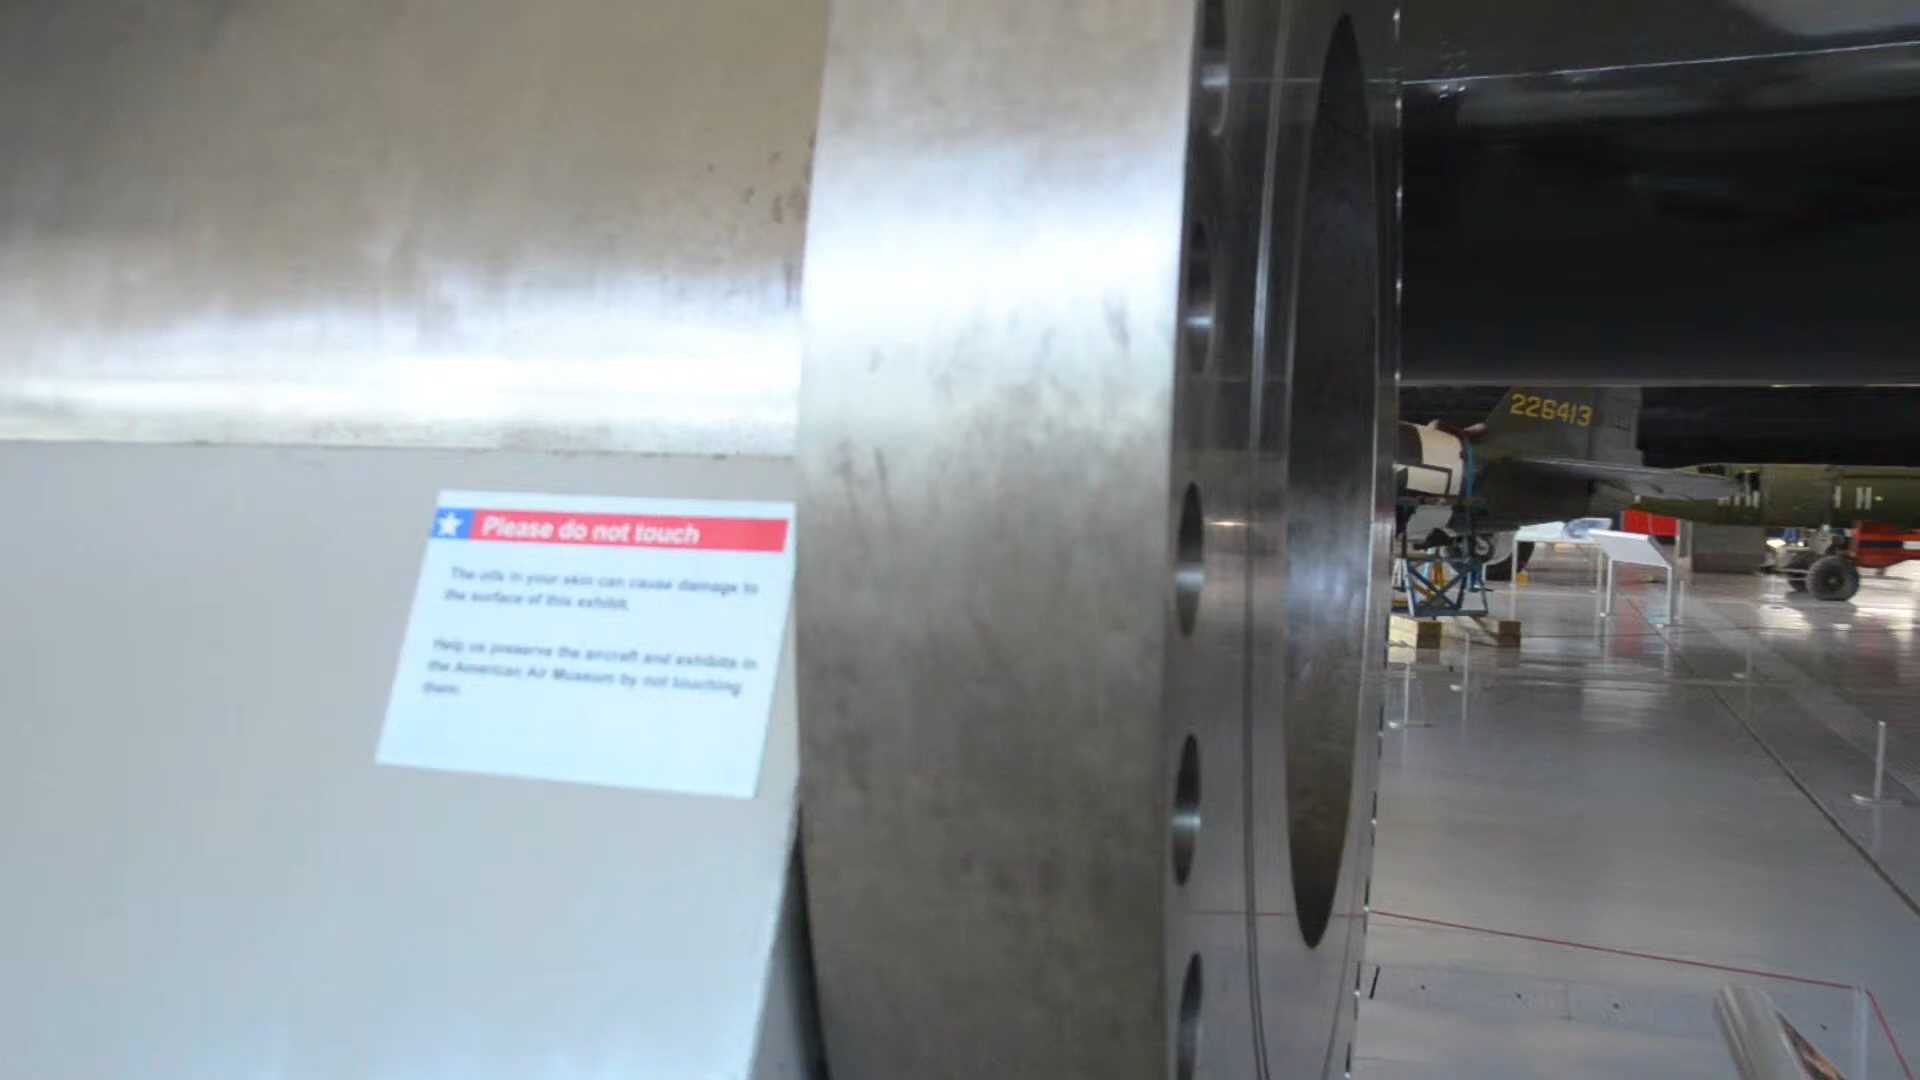 Please do not touch
The oils in your skin can cause damage to
the surface of this exhibit.
Help us preserve the aircraft and exhibits in
the American Air Museum by not touching
them.
226413